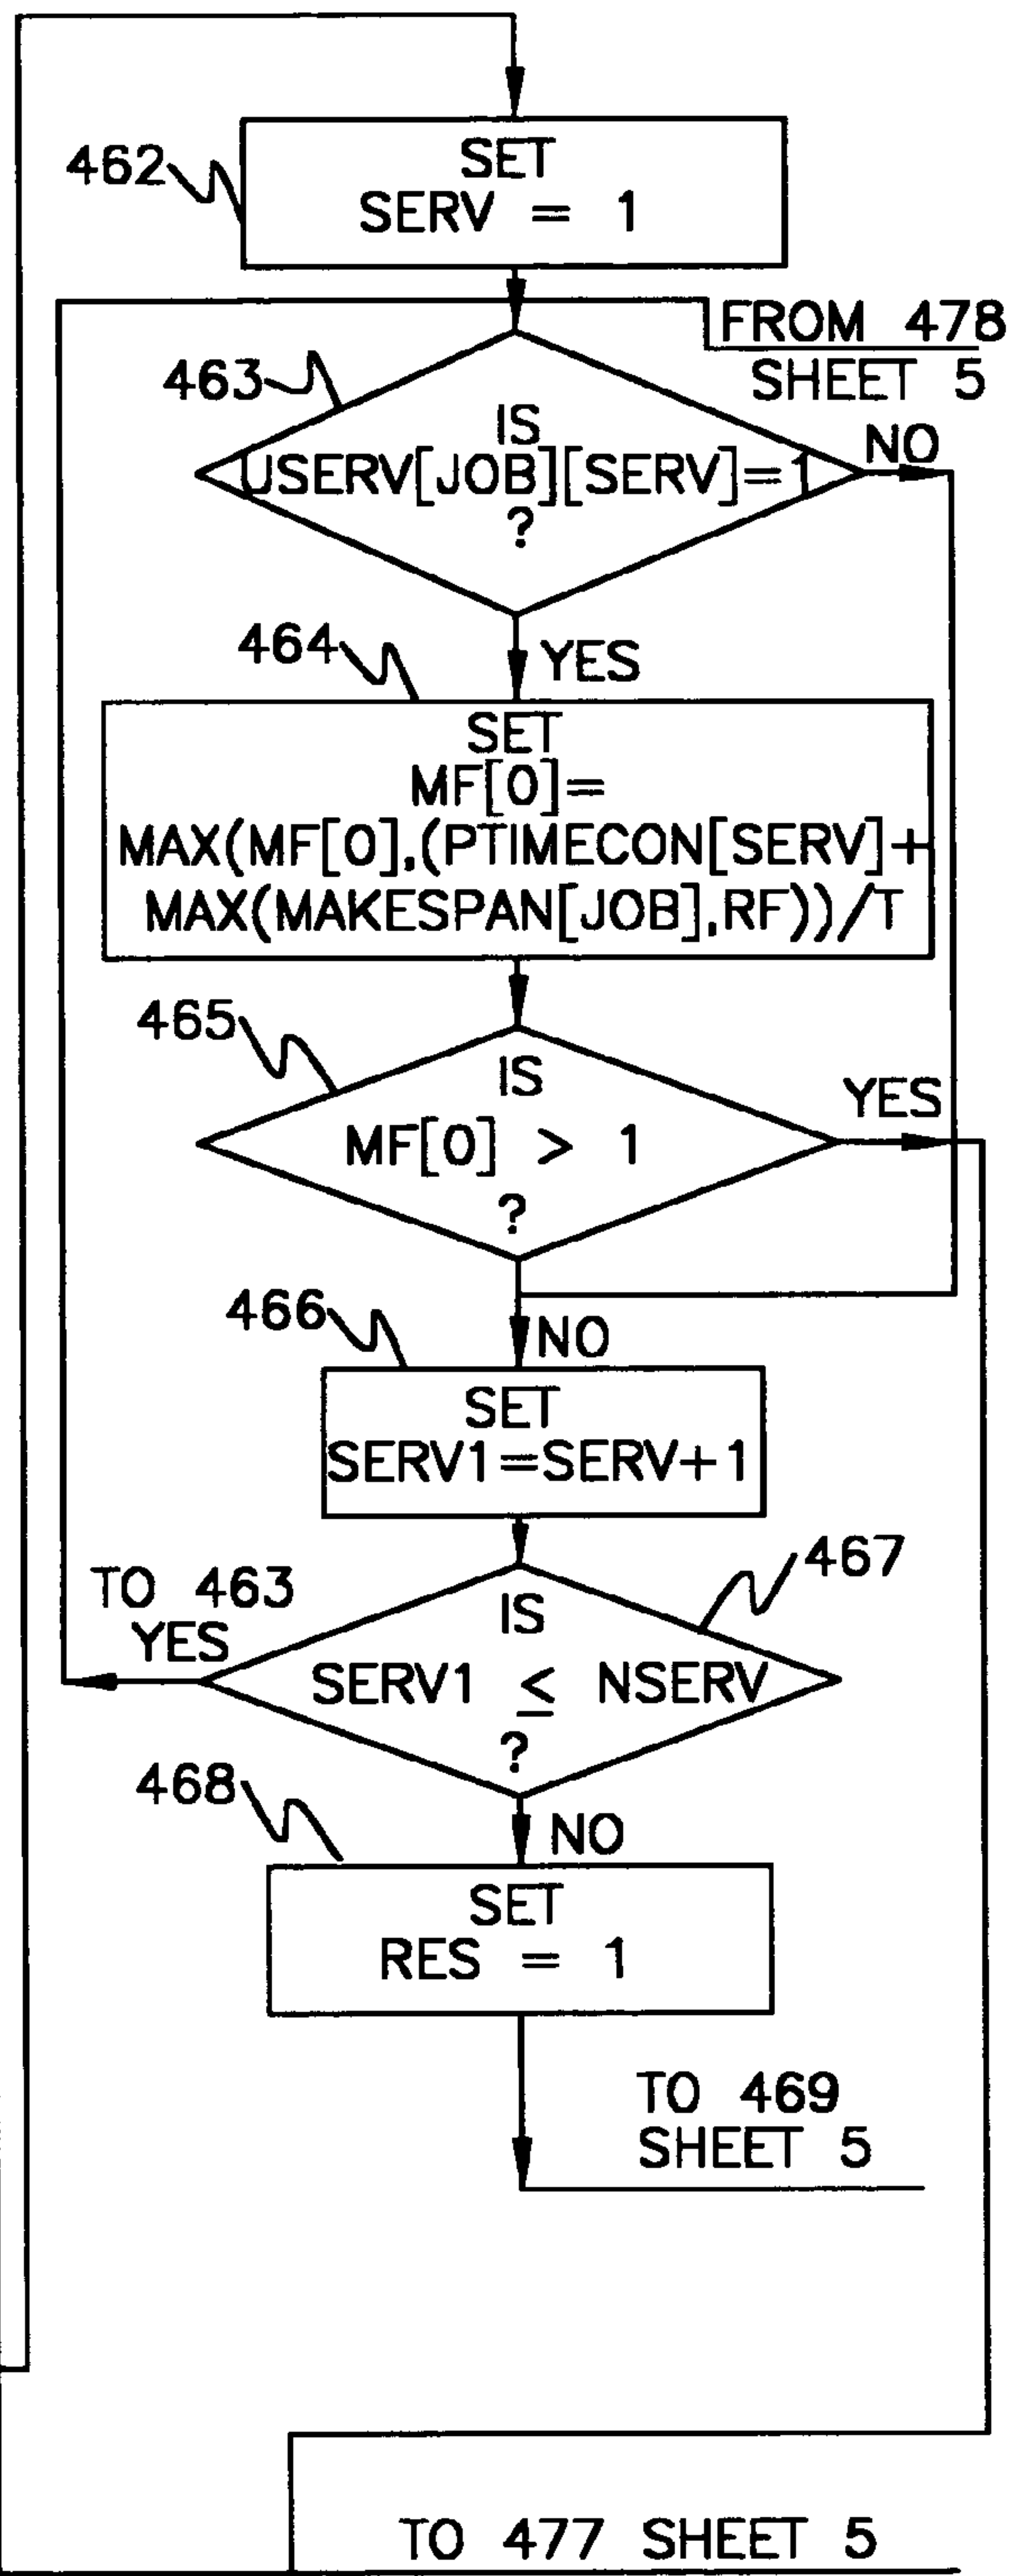 462
SET
SERV = 1
FROM 478
SHEET 5
463
IS
USERV[JOB][SERV]=1
?
NO
YES
464
SET
MF[0]=
MAX(MF[0],(PTIMECON[SERV]+
MAX(MAKESPAN[JOB],RF))/T
465
IS
MF[0] > 1
?
YES
466
NO
SET
SERV1=SERV+1
467
TO 463
YES
IS
SERV1 ≤ NSERV
?
468
NO
SET
RES = 1
TO 469
SHEET 5
TO 477 SHEET 5